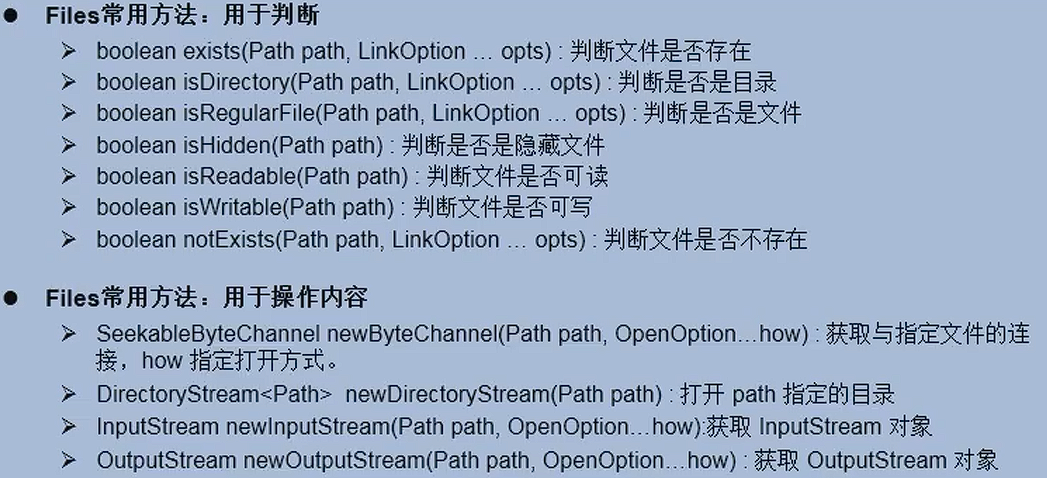 ● Files常用方法：用于判断
➢ boolean exists(Path path, LinkOption … opts) : 判断文件是否存在
➢ boolean isDirectory(Path path, LinkOption … opts) : 判断是否是目录
➢ boolean isRegularFile(Path path, LinkOption … opts) : 判断是否是文件
➢ boolean isHidden(Path path) : 判断是否是隐藏文件
➢ boolean isReadable(Path path) : 判断文件是否可读
➢ boolean isWritable(Path path) : 判断文件是否可写
➢ boolean notExists(Path path, LinkOption … opts) : 判断文件是否不存在
● Files常用方法：用于操作内容
➢ SeekableByteChannel newByteChannel(Path path, OpenOption…how) : 获取与指定文件的连
接，how 指定打开方式。
➢ DirectoryStream<Path> newDirectoryStream(Path path) : 打开 path 指定的目录
➢ InputStream newInputStream(Path path, OpenOption…how):获取 InputStream 对象
➢ OutputStream newOutputStream(Path path, OpenOption…how) : 获取 OutputStream 对象